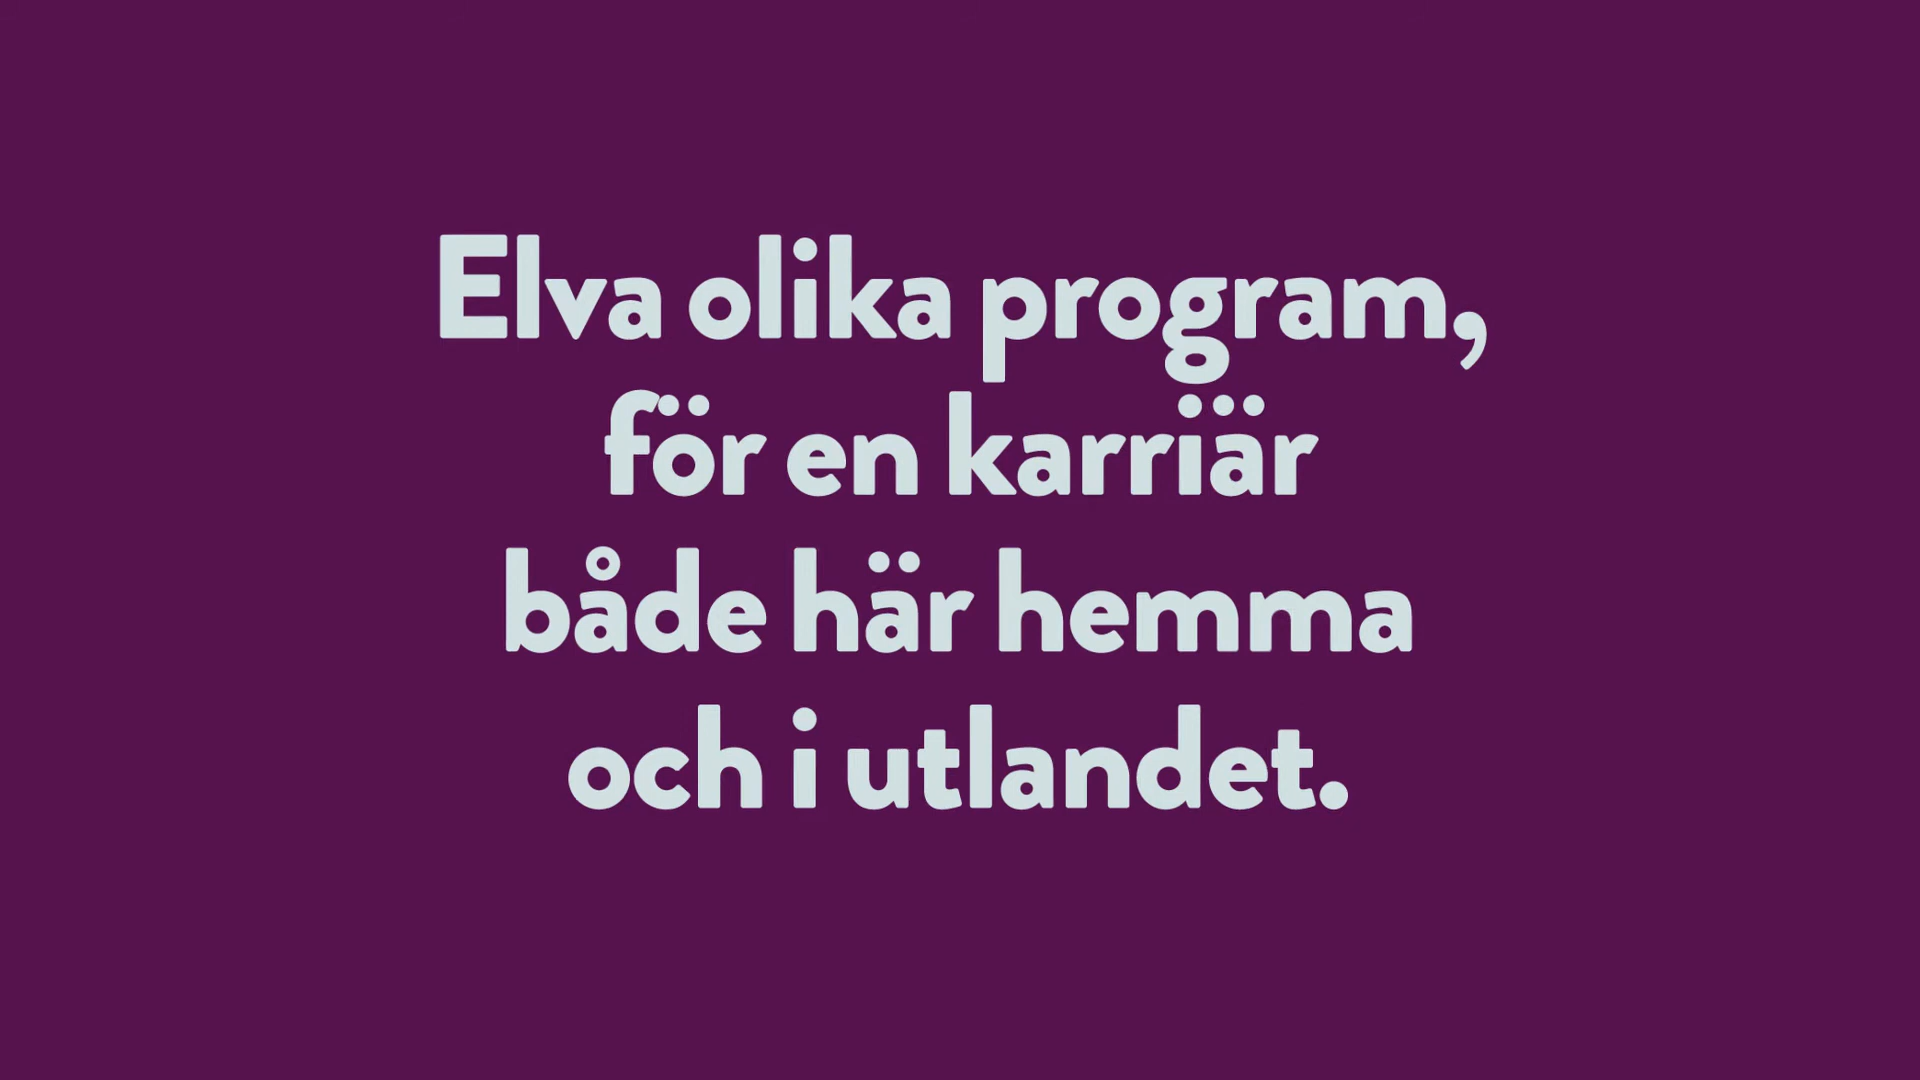 Elva olika program,
för en karriär
både här hemma
och i utlandet.